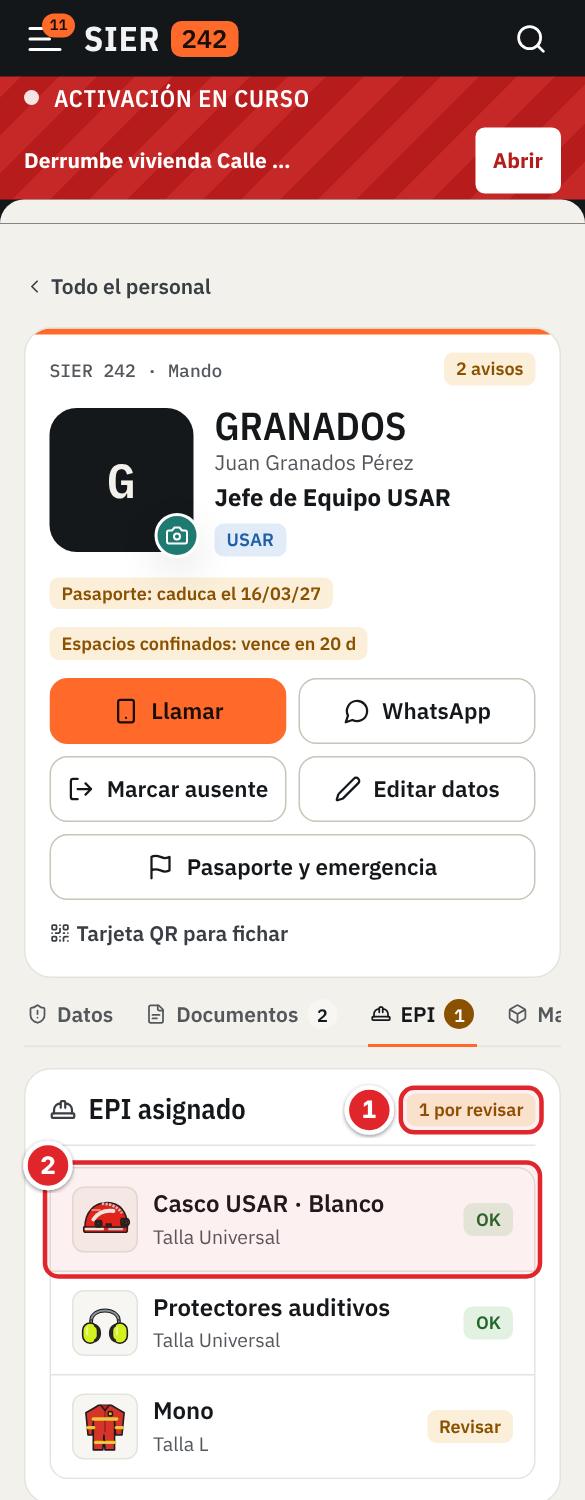 11
SIER 242
ACTIVACIÓN EN CURSO
Derrumbe vivienda Calle ...
Abrir
Todo el personal
SIER 242 · Mando
2 avisos
G
GRANADOS
Juan Granados Pérez
Jefe de Equipo USAR
USAR
Pasaporte: caduca el 16/03/27
Espacios confinados: vence en 20 d
Llamar
WhatsApp
Marcar ausente
Editar datos
Pasaporte y emergencia
Tarjeta QR para fichar
Datos
Documentos 2
EPI 1
Ma
EPI asignado
1
1 por revisar
2
Casco USAR · Blanco
Talla Universal
OK
Protectores auditivos
Talla Universal
OK
Mono
Talla L
Revisar